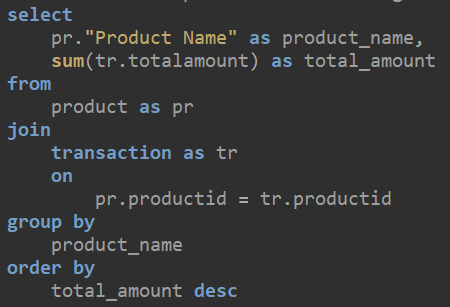 select
pr."Product Name" as product_name,
sum(tr.totalamount) as total_amount
from
product as pr
join
transaction as tr
on
pr.productid = tr.productid
group by
product_name
order by
total_amount desc